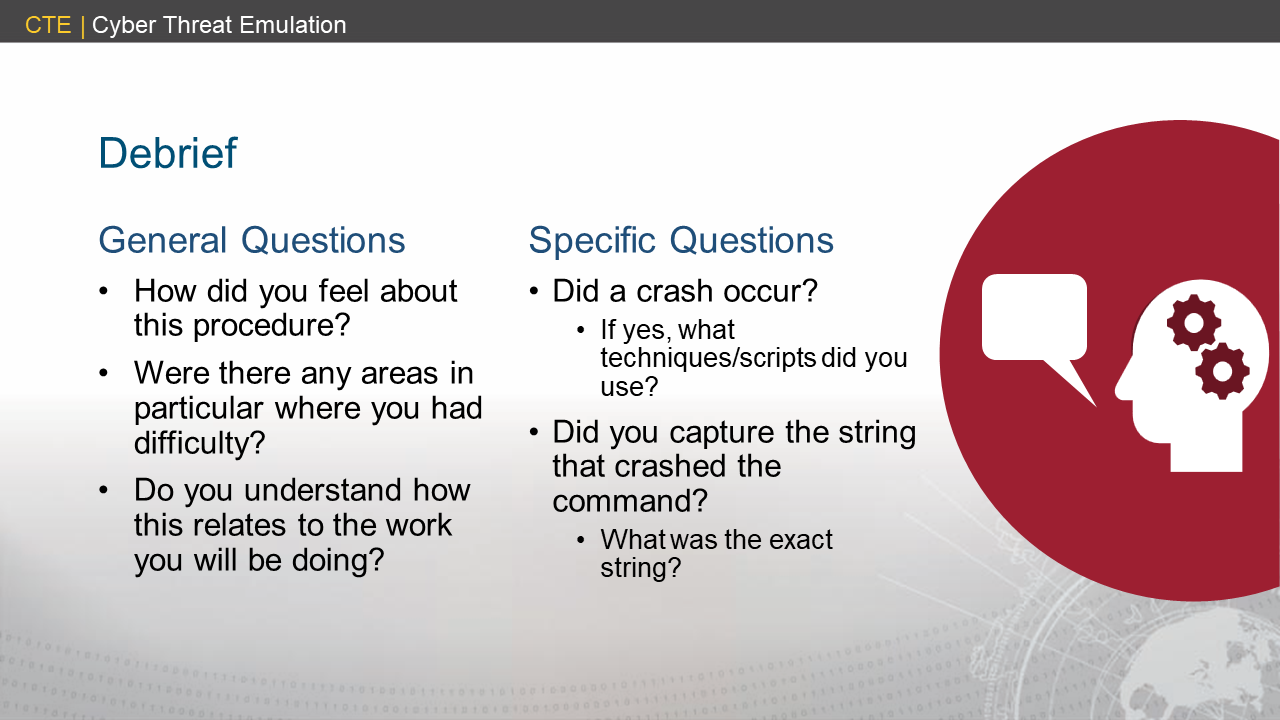 CTE | Cyber Threat Emulation
Debrief
General Questions
• How did you feel about
this procedure?
• Were there any areas in
particular where you had
difficulty?
• Do you understand how
this relates to the work
you will be doing?
Specific Questions
• Did a crash occur?
• If yes, what
techniques/scripts did you
use?
• Did you capture the string
that crashed the
command?
• What was the exact
string?